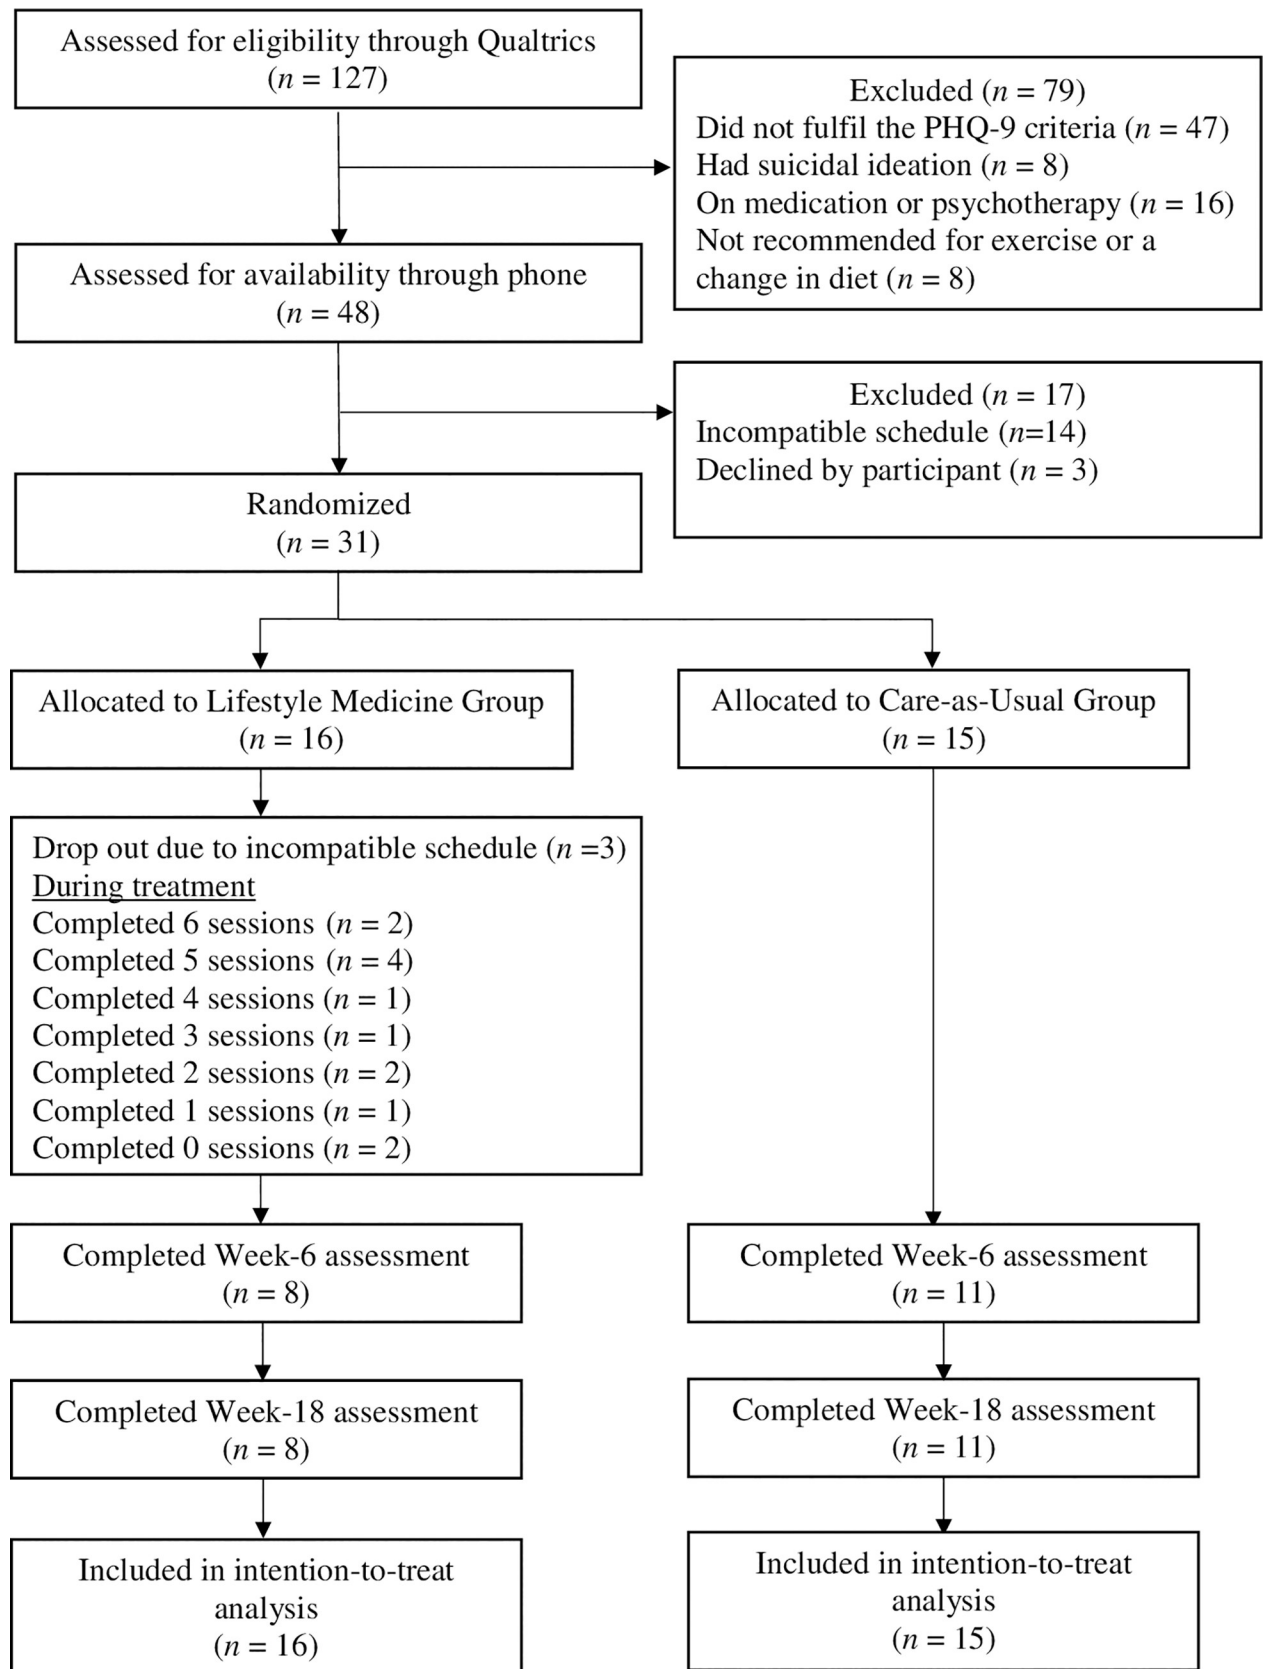 Assessed for eligibility through Qualtrics
(n = 127)
Excluded (n = 79)
Did not fulfil the PHQ-9 criteria (n = 47)
Had suicidal ideation (n = 8)
On medication or psychotherapy (n = 16)
Not recommended for exercise or a
change in diet (n = 8)
Assessed for availability through phone
(n = 48)
Excluded (n = 17)
Incompatible schedule (n=14)
Declined by participant (n = 3)
Randomized
(n = 31)
Allocated to Lifestyle Medicine Group
(n = 16)
Allocated to Care-as-Usual Group
(n = 15)
Drop out due to incompatible schedule (n =3)
During treatment
Completed 6 sessions (n = 2)
Completed 5 sessions (n = 4)
Completed 4 sessions (n = 1)
Completed 3 sessions (n = 1)
Completed 2 sessions (n = 2)
Completed 1 sessions (n = 1)
Completed 0 sessions (n = 2)
Completed Week-6 assessment
(n = 8)
Completed Week-6 assessment
(n = 11)
Completed Week-18 assessment
(n = 8)
Completed Week-18 assessment
(n = 11)
Included in intention-to-treat
analysis
(n = 16)
Included in intention-to-treat
analysis
(n = 15)